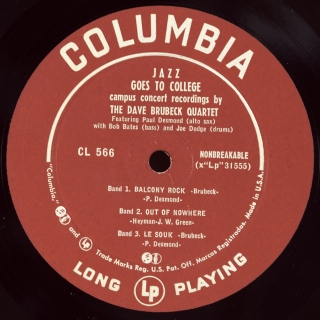 COLUMBIA
JAZZ
GOES TO COLLEGE
campus concert recordings by
THE DAVE BRUBECK QUARTET
Featuring Paul Desmond (alto sax)
with Bob Bates (bass) and Joe Dodge (drums)
CL 566
NONBREAKABLE
(x"Lp"31555)
Band 1. BALCONY ROCK -Brubeck-
-P. Desmond-
Band 2. OUT OF NOWHERE
-Heyman-J. W. Green-
Band 3. LE SOUK -Brubeck-
-P. Desmond-
"Columbia," Lp Trade Marks Reg. U.S. Pat. Off. Marcas Registradas. Made in U.S.A.
LONG Lp PLAYING